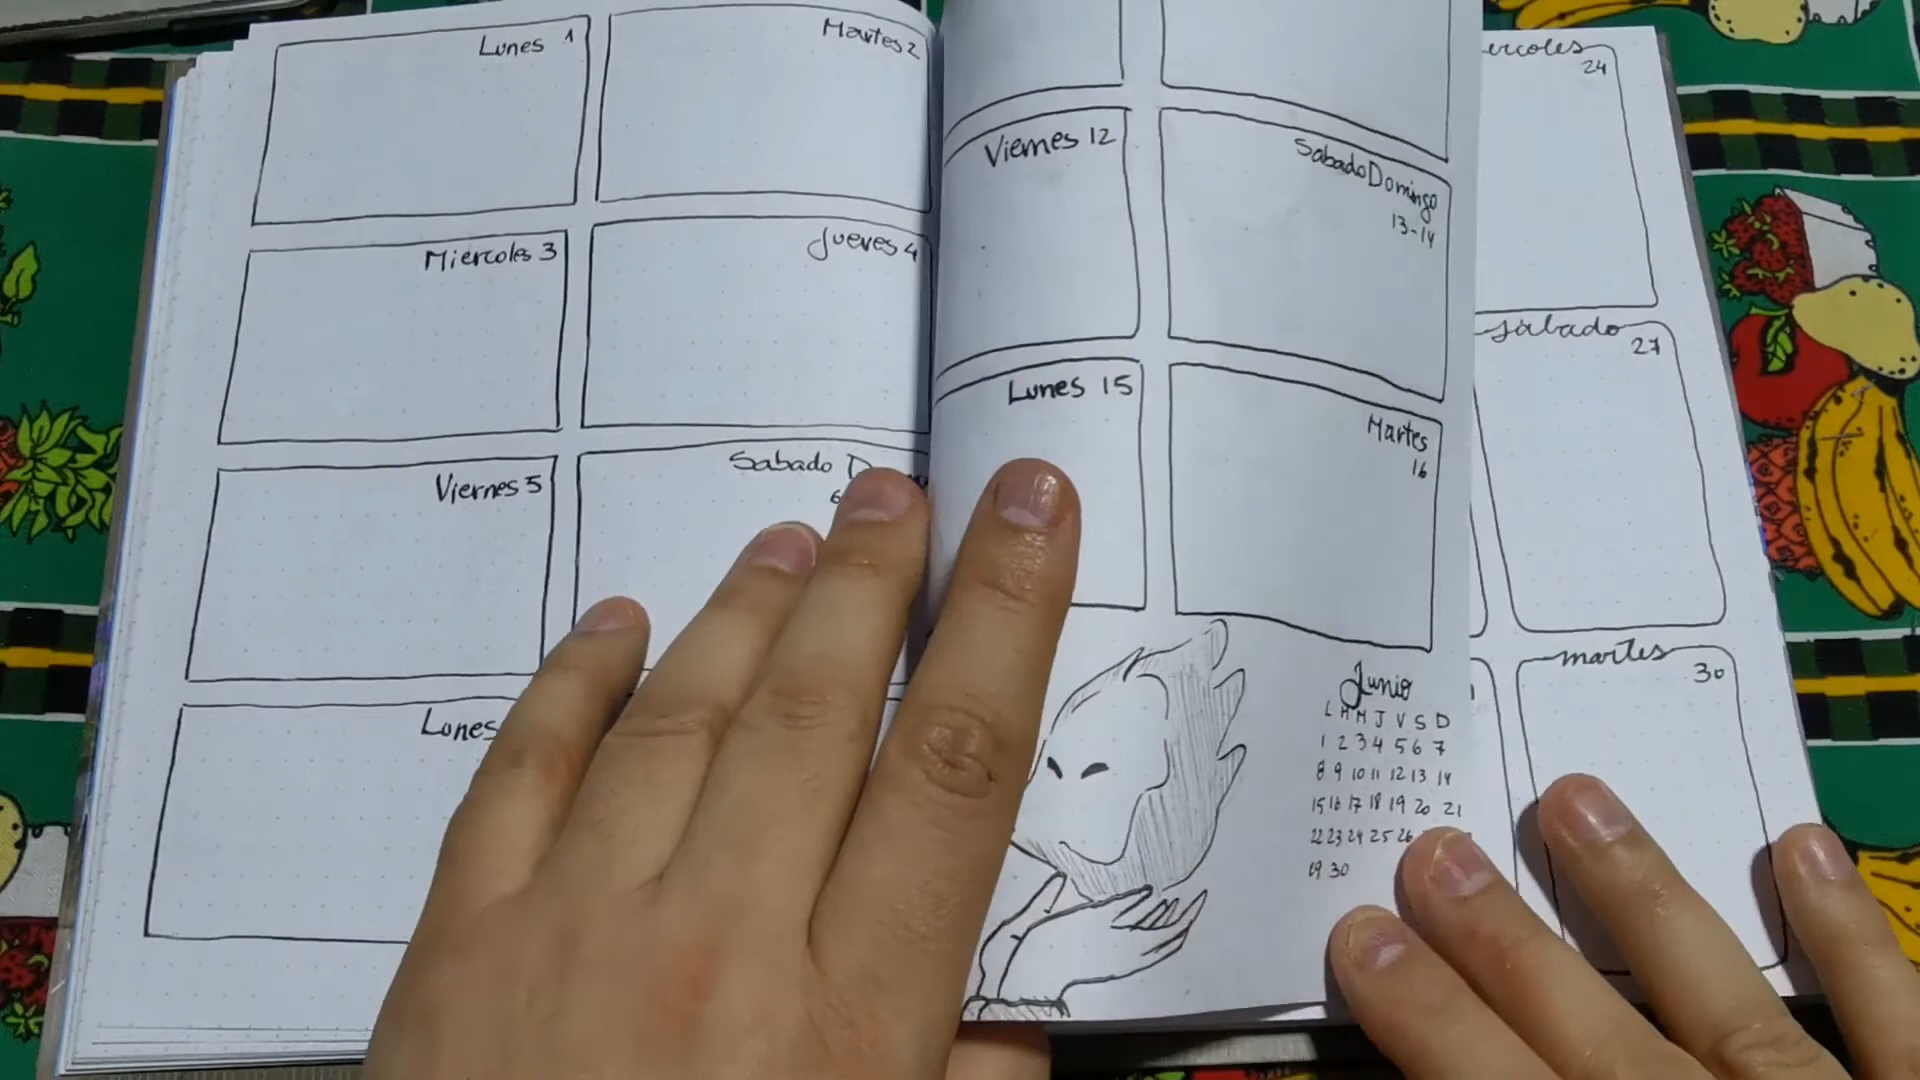 Lunes 1
Martes 2
Miercoles 3
Jueves 4
Viernes 5
Sabado
6
Lunes
Viernes 12
Sabado Domingo
13-14
Lunes 15
Martes
16
Junio
L M M J V S D
1 2 3 4 5 6 7
8 9 10 11 12 13 14
15 16 17 18 19 20 21
22 23 24 25 26
29 30
24
sabado
27
martes
30